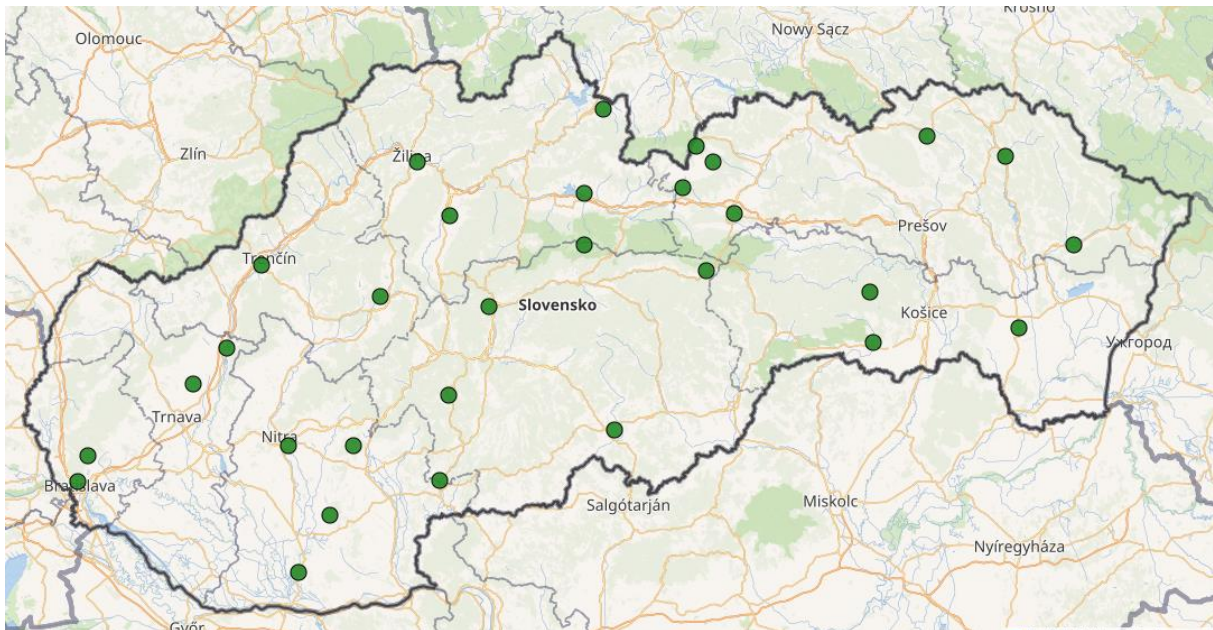 Krosno
Nowy Sącz
Olomouc
Zlín
Žilina
Prešov
Trenčín
Slovensko
Košice
Ужгород
Trnava
Nitra
Bratislava
Miskolc
Salgótarján
Nyíregyháza
Győr